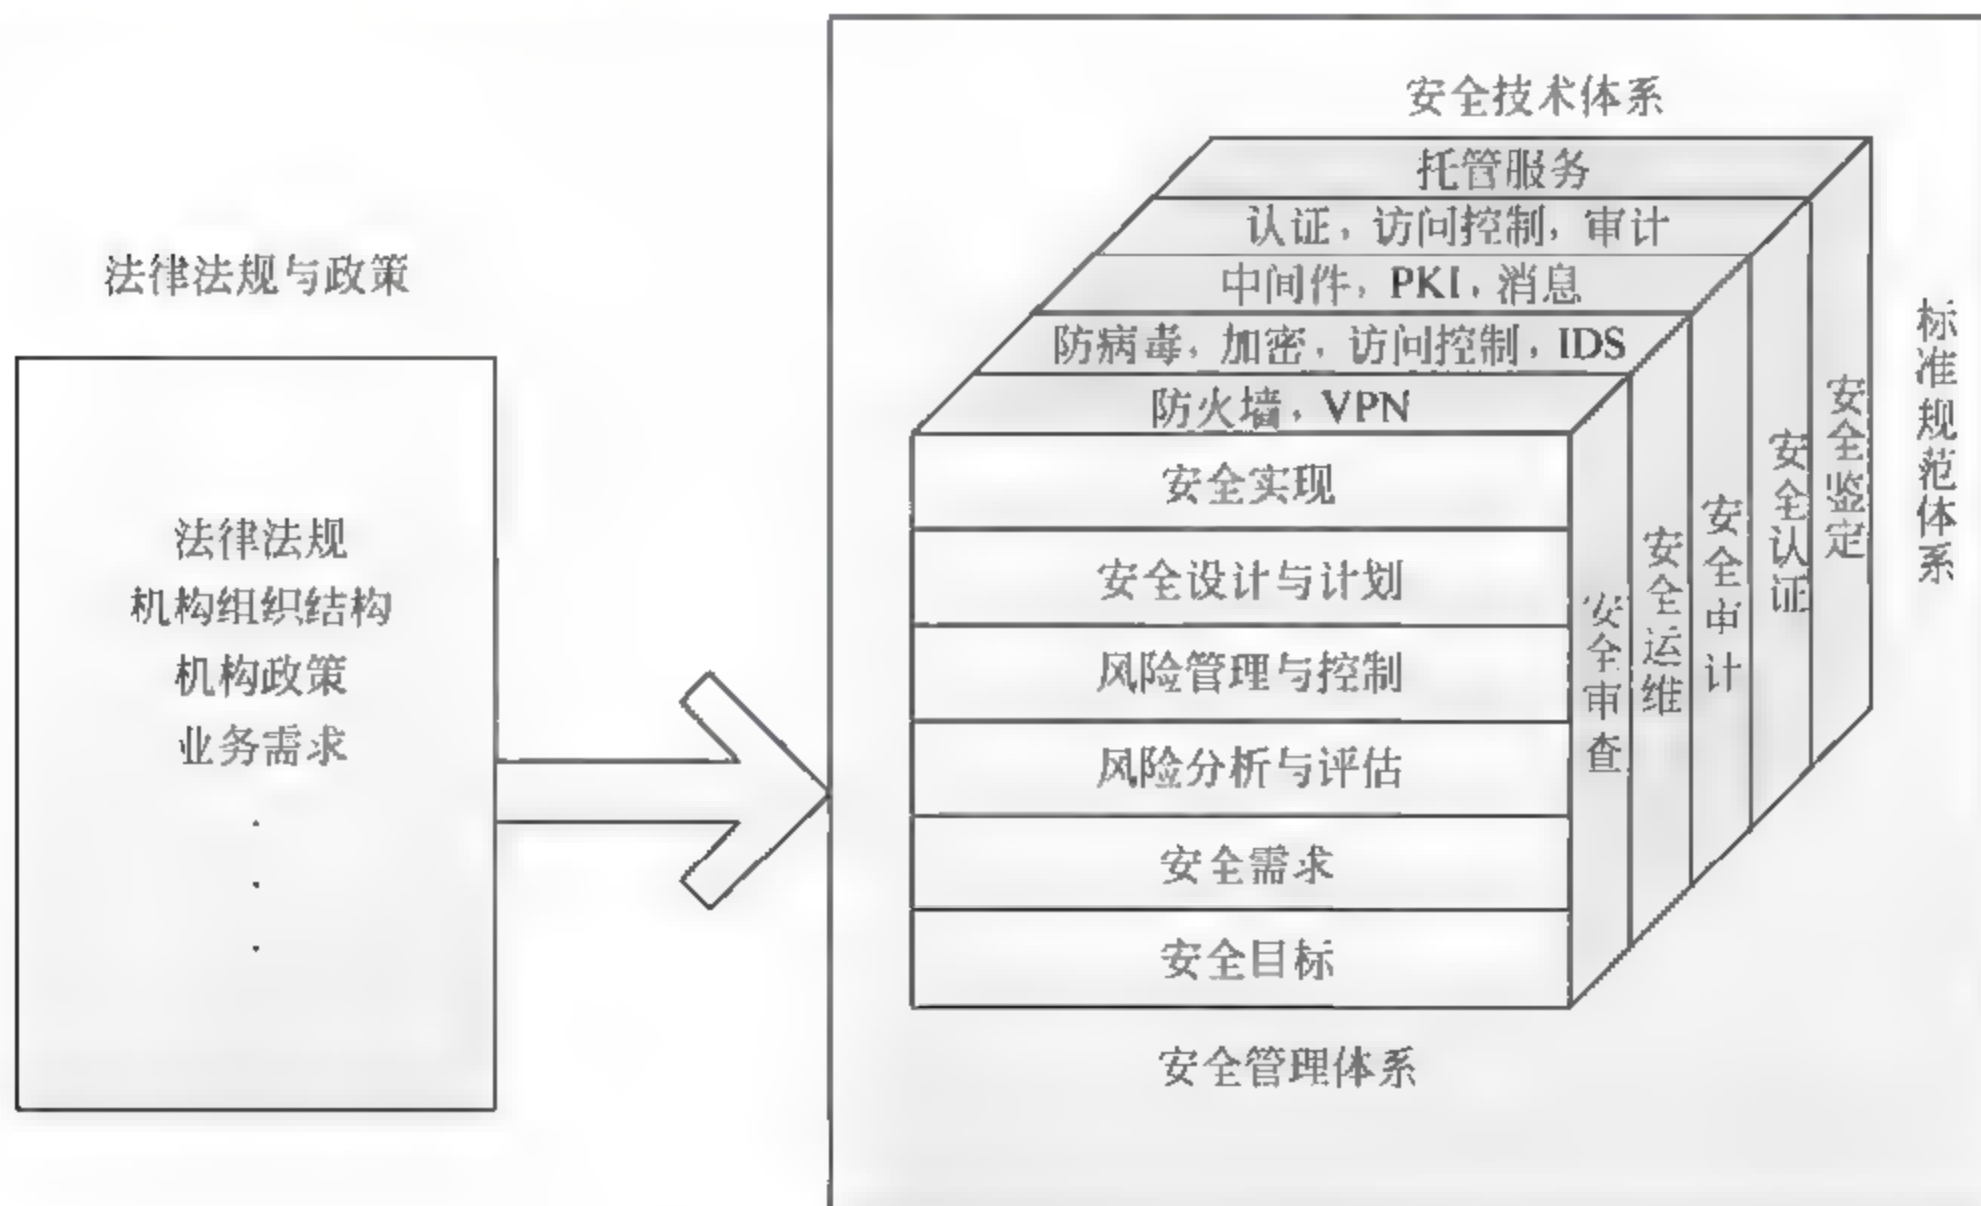 法律法规与政策
法律法规
机构组织结构
机构政策
业务需求
安全技术体系
托管服务
认证，访问控制，审计
中间件，PKI，消息
防病毒，加密，访问控制，IDS
防火墙，VPN
安全实现
安全设计与计划
风险管理与控制
风险分析与评估
安全需求
安全目标
安全管理体系
安全审查
安全运维
安全审计
安全认证
安全鉴定
标准规范体系